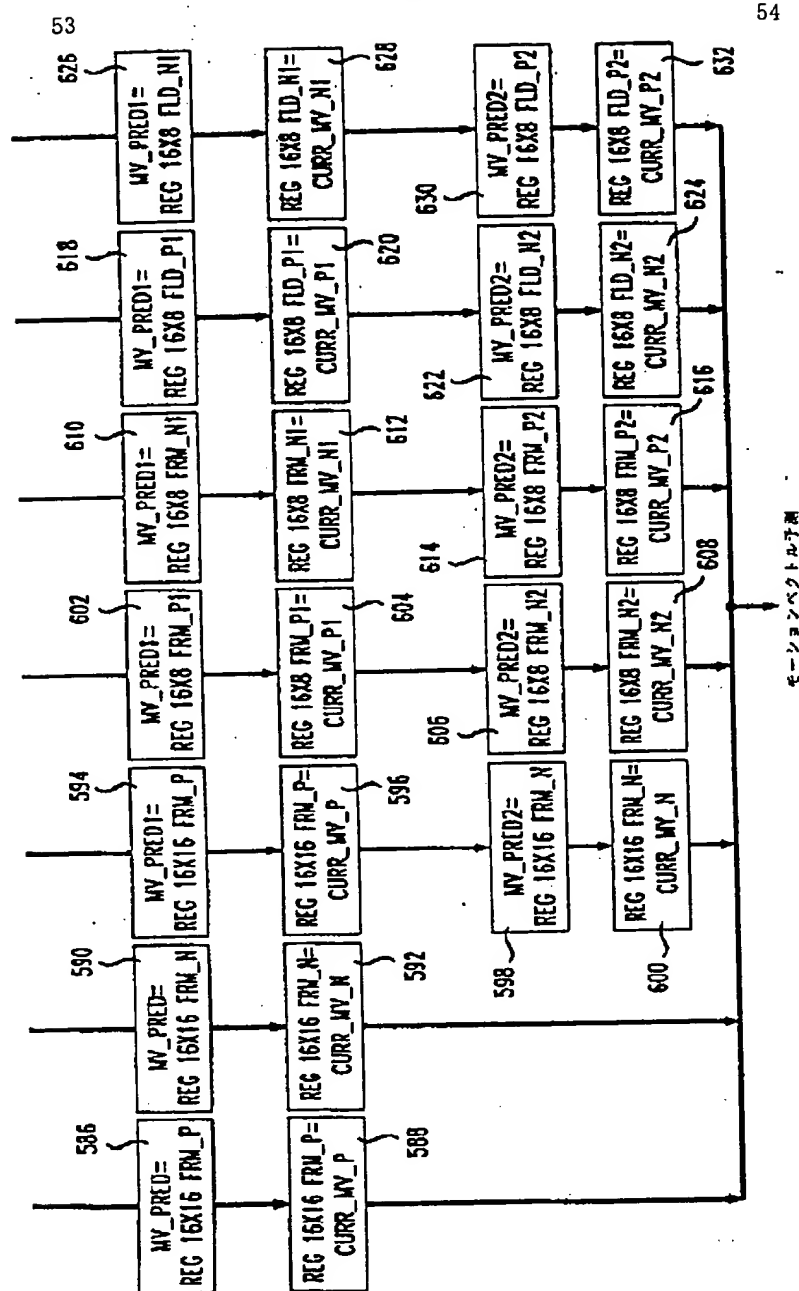 53
54
586
MV_PRED=
REG 16X16 FRM_P
REG 16X16 FRM_P=
CURR_MV_P
588
590
MV_PRED=
REG 16X16 FRM_N
REG 16X16 FRM_N=
CURR_MV_N
592
594
MV_PRED1=
REG 16X16 FRM_P
REG 16X16 FRM_P=
CURR_MV_P
596
MV_PRED2=
REG 16X16 FRM_N
598
REG 16X16 FRM_N=
CURR_MV_N
600
602
MV_PRED1=
REG 16X8 FRM_P1
REG 16X8 FRM_P1=
CURR_MV_P1
604
MV_PRED2=
REG 16X8 FRM_N2
606
REG 16X8 FRM_N2=
CURR_MV_N2
608
610
MV_PRED1=
REG 16X8 FRM_N1
REG 16X8 FRM_N1=
CURR_MV_N1
612
MV_PRED2=
REG 16X8 FRM_P2
614
REG 16X8 FRM_P2=
CURR_MV_P2
616
618
MV_PRED1=
REG 16X8 FLD_P1
REG 16X8 FLD_P1=
CURR_MV_P1
620
MV_PRED2=
REG 16X8 FLD_N2
622
REG 16X8 FLD_N2=
CURR_MV_N2
624
626
MV_PRED1=
REG 16X8 FLD_N1
REG 16X8 FLD_N1=
CURR_MV_N1
628
MV_PRED2=
REG 16X8 FLD_P2
630
REG 16X8 FLD_P2=
CURR_MV_P2
632
モーションベクトル予測